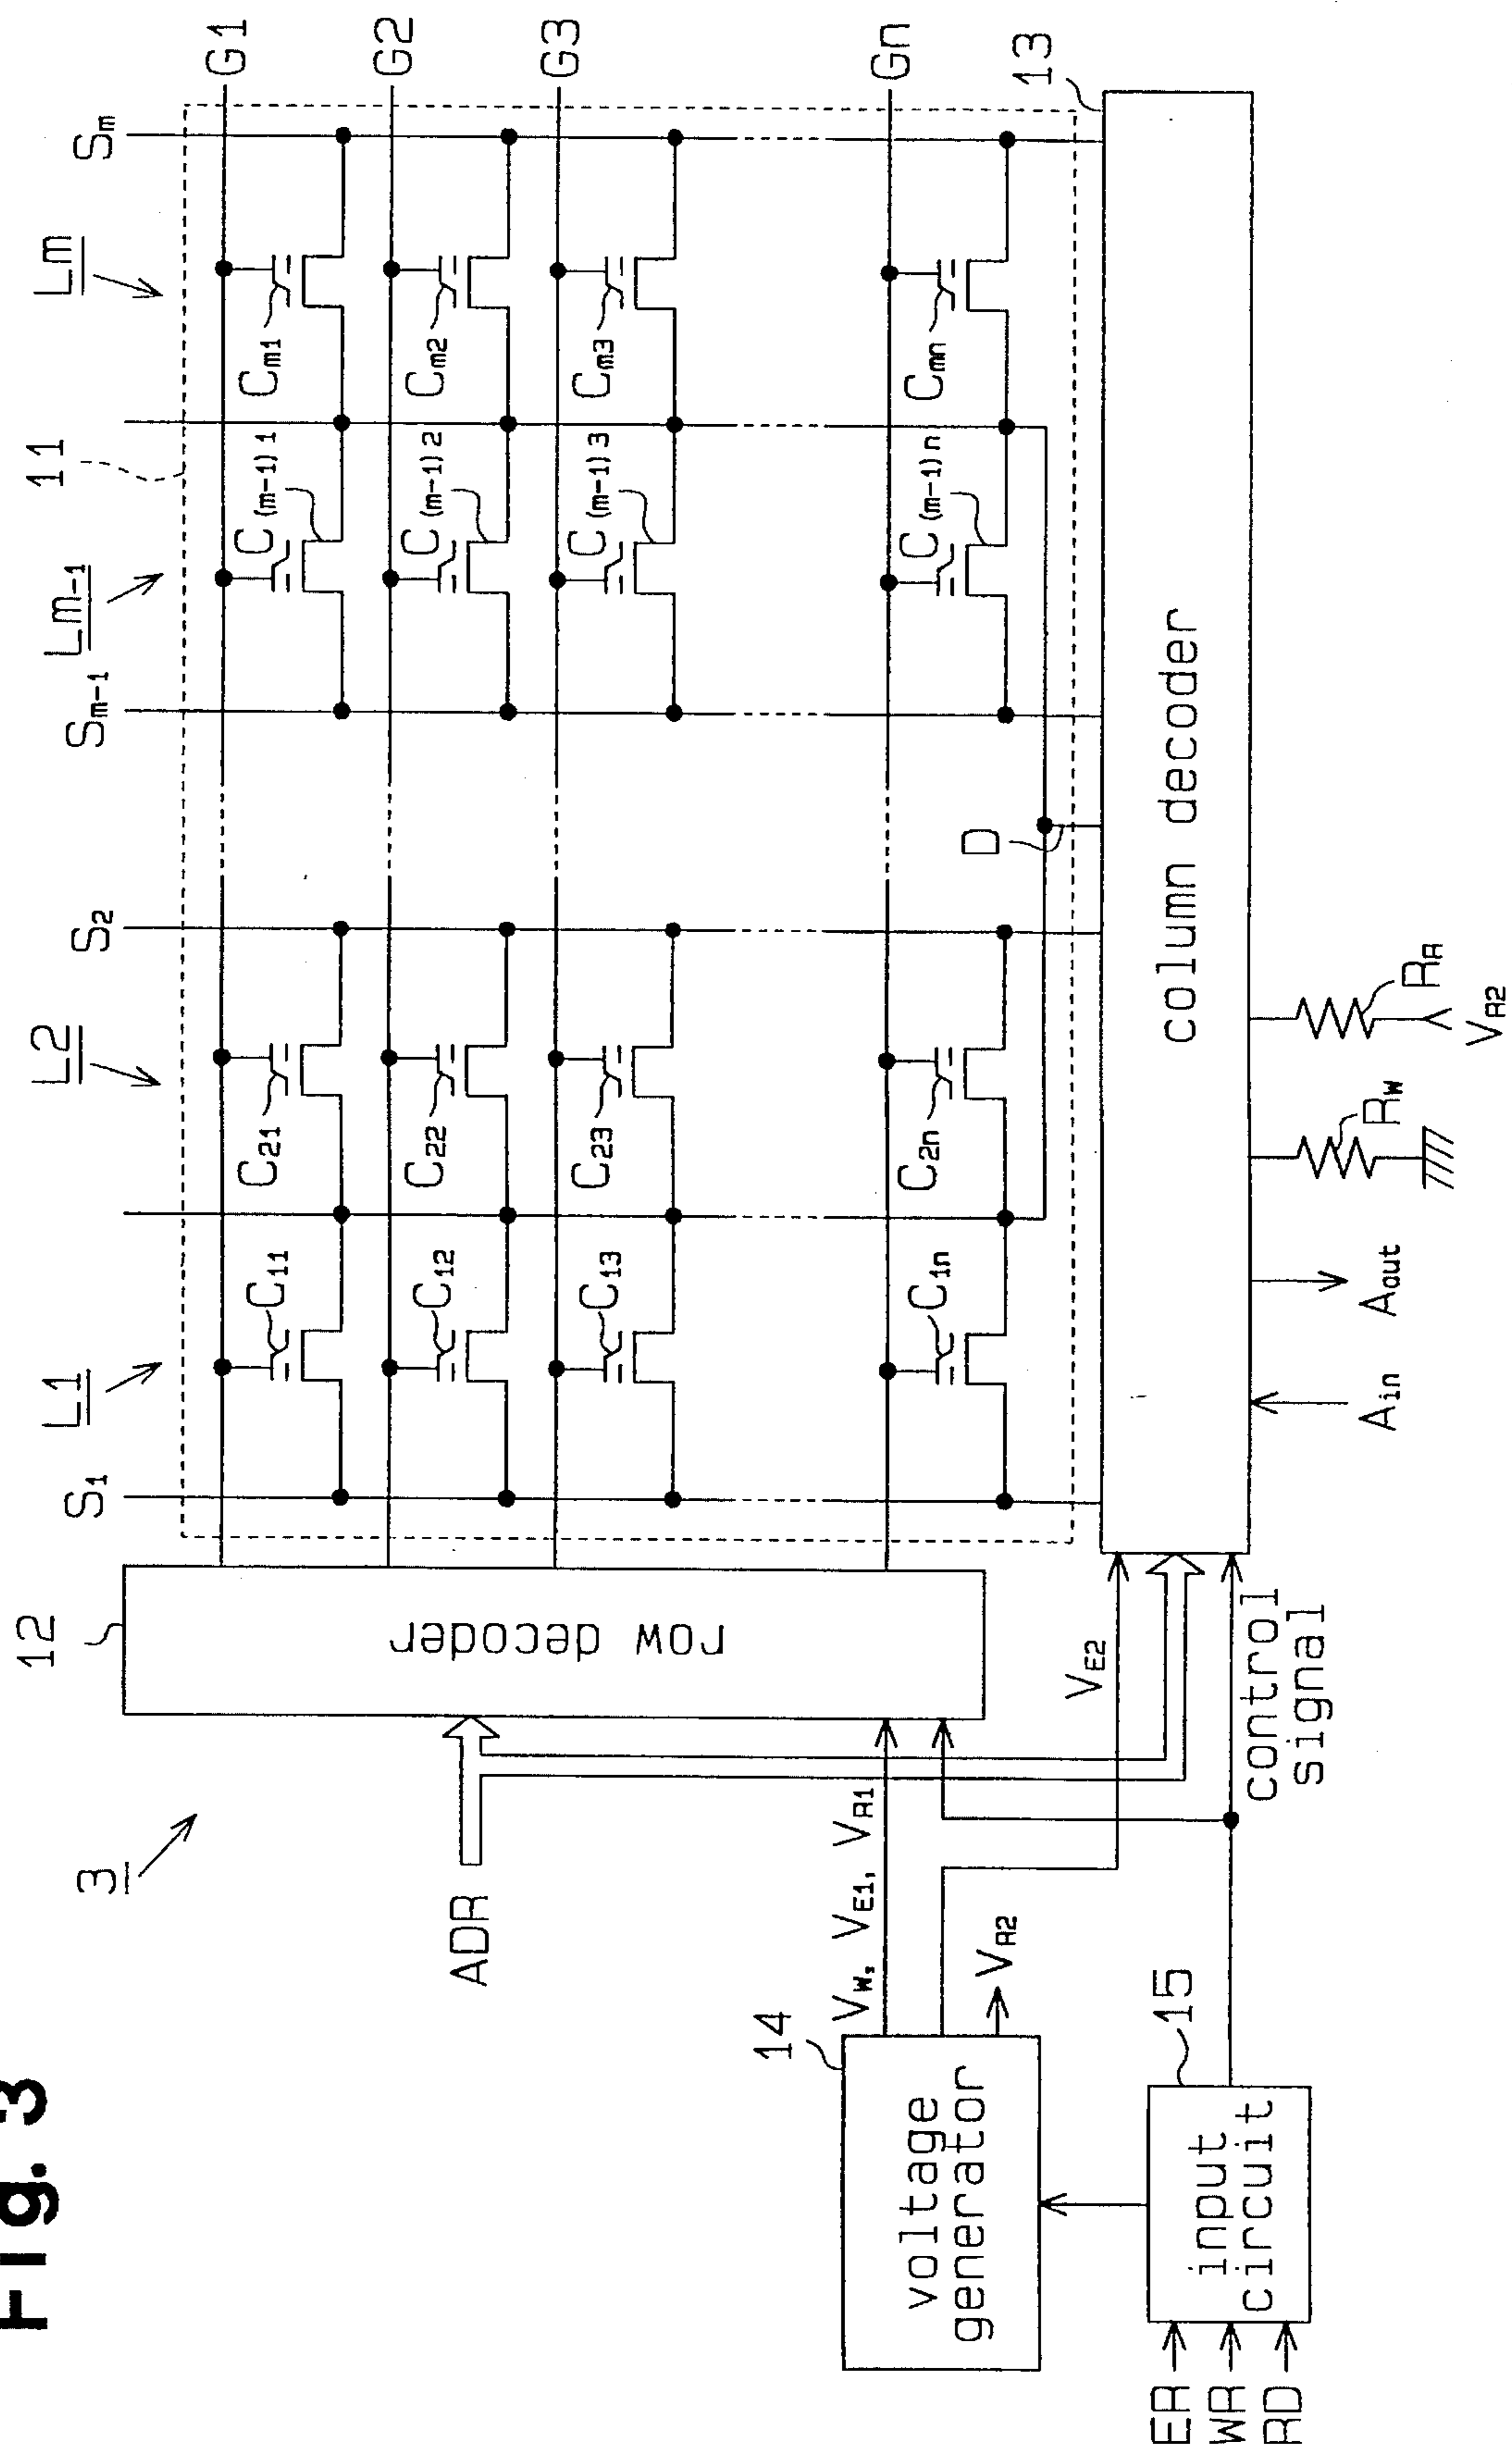 Fig. 3
3
11
12
13
14
15
L1
L2
Lm-1
Lm
S1
S2
Sm-1
Sm
G1
G2
G3
Gn
C11
C21
C(m-1)1
Cm1
C12
C22
C(m-1)2
Cm2
C13
C23
C(m-1)3
Cm3
C1n
C2n
C(m-1)n
Cmn
D
row decoder
column decoder
ADR
VW, VE1, VR1
VE2
VR2
voltage
generator
input
circuit
control
signal
ER
WR
RD
Ain
Aout
RW
RR
VR2